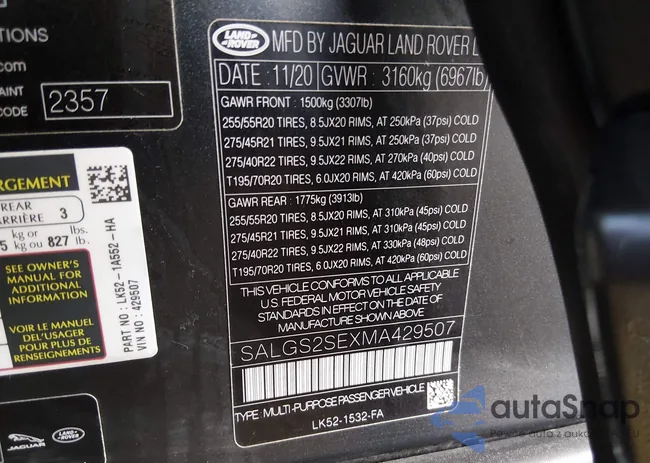 TIONS
com
AINT
CODE
2357
RGEMENT
REAR
ARRIÈRE 3
5 kg or lbs.
kg ou 827 lb.
SEE OWNER'S
MANUAL FOR
ADDITIONAL
INFORMATION
VOIR LE MANUEL
DEL'USAGER
POUR PLUS DE
RENSEIGNEMENTS
PART NO: LK52-1A552-HA
VIN NO: 429507
JAGUAR
LAND ROVER
LAND ROVER
MFD BY JAGUAR LAND ROVER L
DATE : 11/20 GVWR : 3160kg (6967lb)
GAWR FRONT : 1500kg (3307lb)
255/55R20 TIRES, 8.5JX20 RIMS, AT 250kPa (37psi) COLD
275/45R21 TIRES, 9.5JX21 RIMS, AT 250kPa (37psi) COLD
275/40R22 TIRES, 9.5JX22 RIMS, AT 270kPa (40psi) COLD
T195/70R20 TIRES, 6.0JX20 RIMS, AT 420kPa (60psi) COLD
GAWR REAR : 1775kg (3913lb)
255/55R20 TIRES, 8.5JX20 RIMS, AT 310kPa (45psi) COLD
275/45R21 TIRES, 9.5JX21 RIMS, AT 310kPa (45psi) COLD
275/40R22 TIRES, 9.5JX22 RIMS, AT 330kPa (48psi) COLD
T195/70R20 TIRES, 6.0JX20 RIMS, AT 420kPa (60psi) COLD
THIS VEHICLE CONFORMS TO ALL APPLICABLE
U.S. FEDERAL MOTOR VEHICLE SAFETY
STANDARDS IN EFFECT ON THE DATE OF
MANUFACTURE SHOWN ABOVE.
SALGS2SEXMA429507
TYPE : MULTI-PURPOSE PASSENGER VEHICLE
LK52-1532-FA
autaSnap